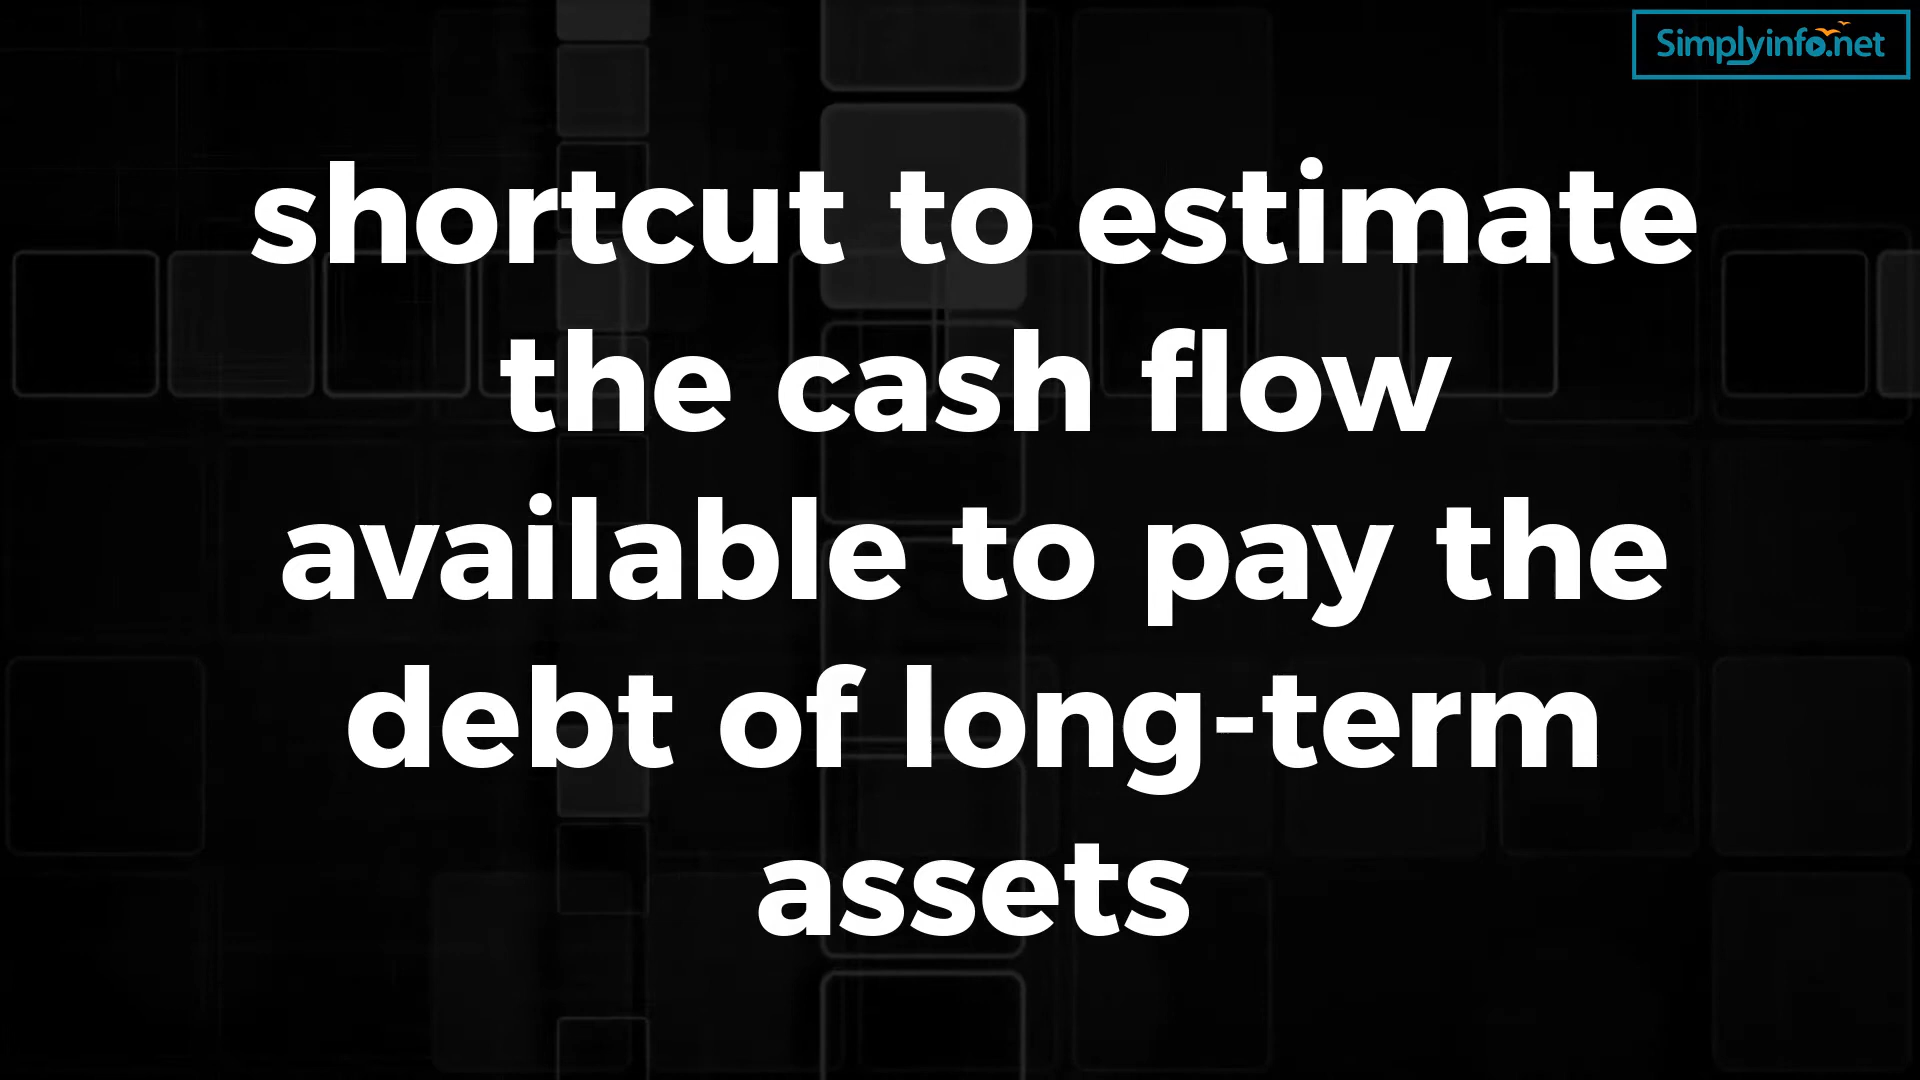 Simplyinfo.net
shortcut to estimate
the cash flow
available to pay the
debt of long-term
assets